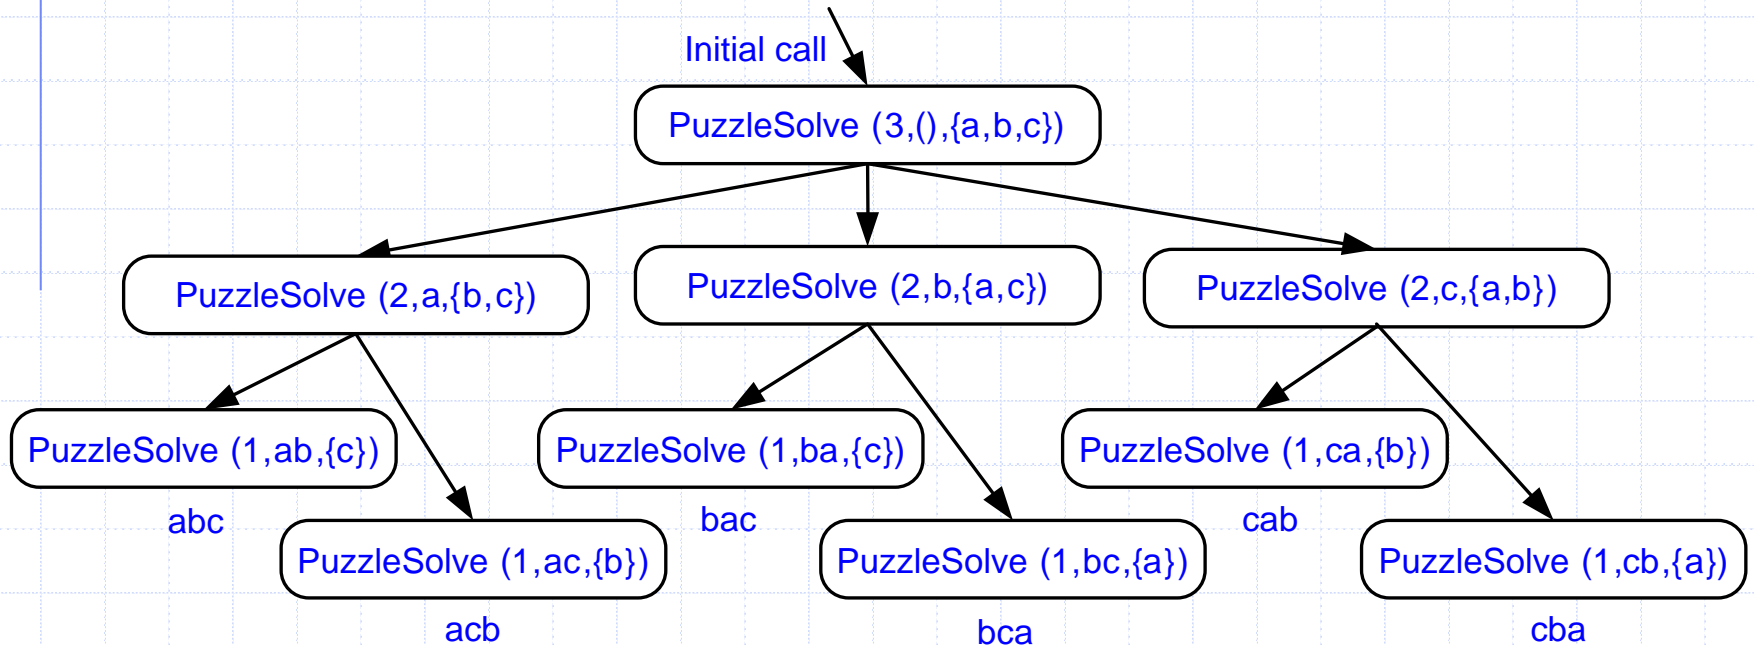 Initial call
PuzzleSolve (3,(),{a,b,c})
PuzzleSolve (2,a,{b,c})
PuzzleSolve (2,b,{a,c})
PuzzleSolve (2,c,{a,b})
PuzzleSolve (1,ab,{c})
PuzzleSolve (1,ba,{c})
PuzzleSolve (1,ca,{b})
abc
bac
cab
PuzzleSolve (1,ac,{b})
PuzzleSolve (1,bc,{a})
PuzzleSolve (1,cb,{a})
acb
bca
cba